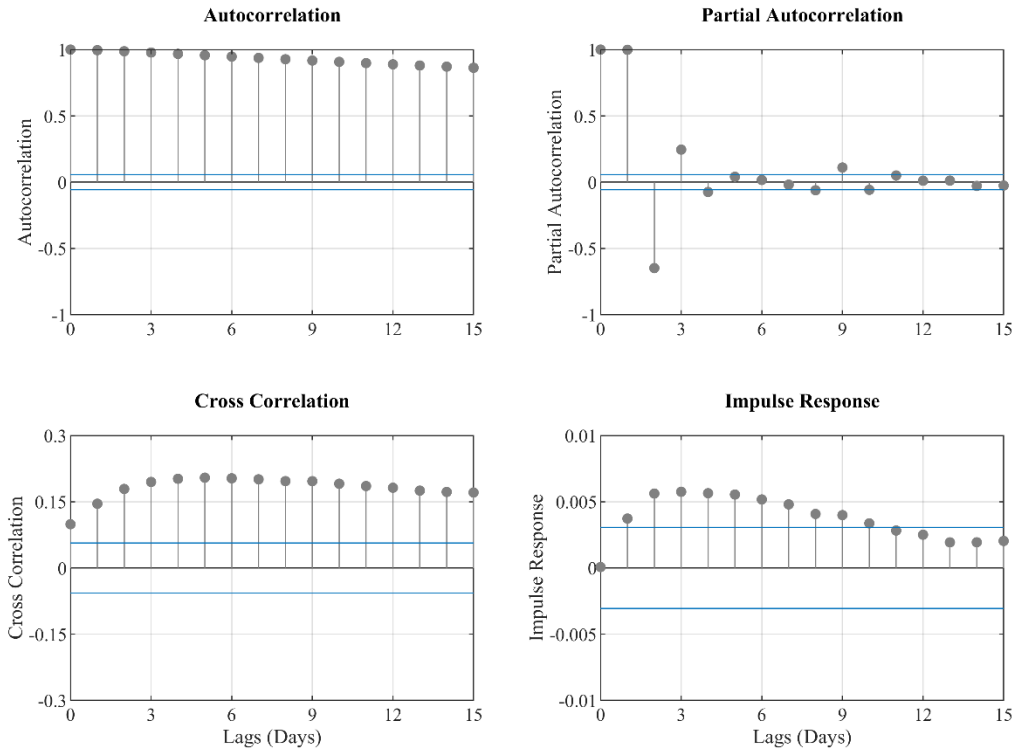 Autocorrelation
Autocorrelation
1
0.5
0
-0.5
-1
0 3 6 9 12 15
Partial Autocorrelation
Partial Autocorrelation
1
0.5
0
-0.5
-1
0 3 6 9 12 15
Cross Correlation
Cross Correlation
0.3
0.15
0
-0.15
-0.3
0 3 6 9 12 15
Lags (Days)
Impulse Response
Impulse Response
0.01
0.005
0
-0.005
-0.01
0 3 6 9 12 15
Lags (Days)